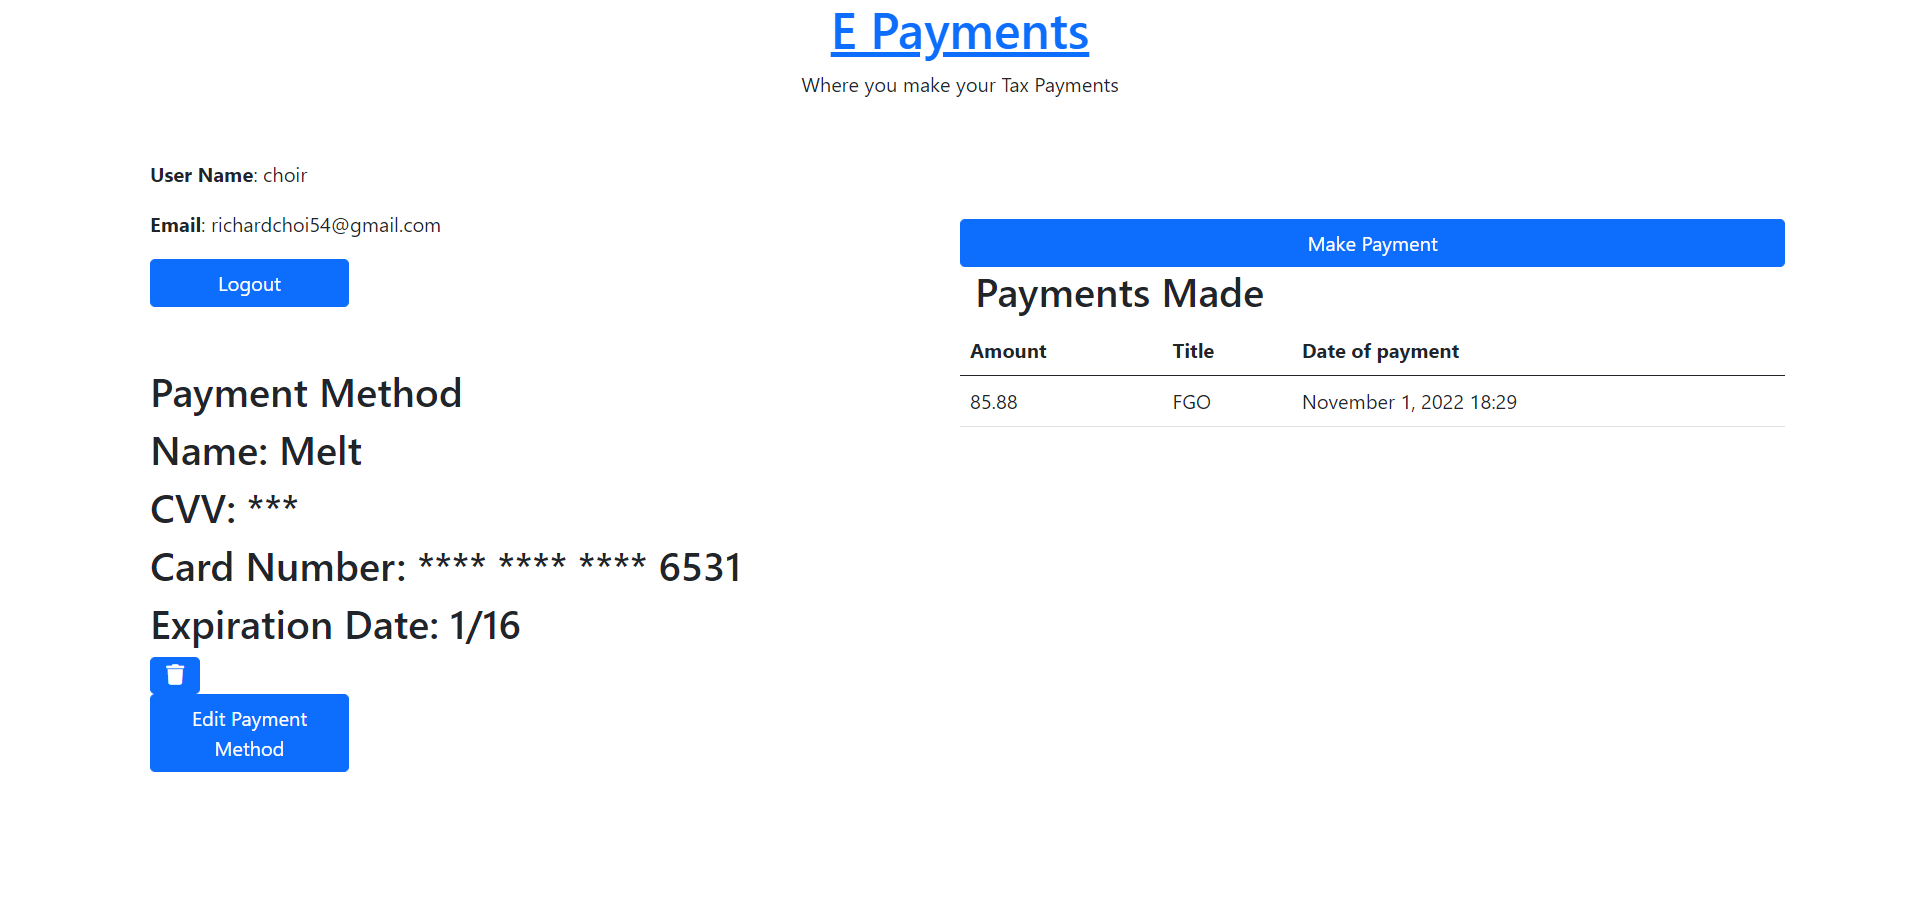 E Payments
Where you make your Tax Payments
User Name: choir
Email: richardchoi54@gmail.com
Logout
Payment Method
Name: Melt
CVV: ***
Card Number: **** **** **** 6531
Expiration Date: 1/16
Edit Payment
Method
Make Payment
Payments Made
Amount Title Date of payment
85.88 FGO November 1, 2022 18:29